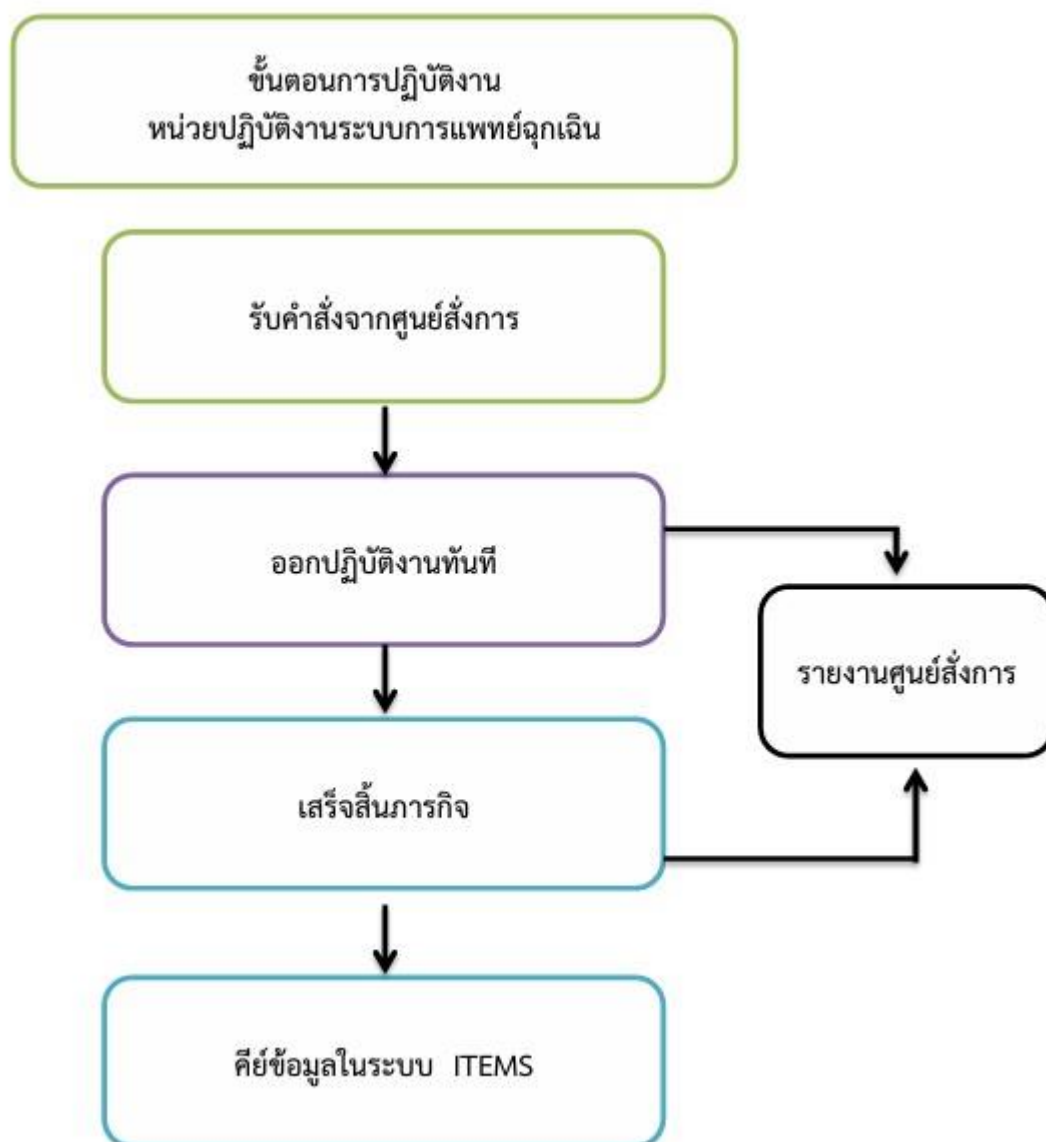 ขั้นตอนการปฏิบัติงาน
หน่วยปฏิบัติงานระบบการแพทย์ฉุกเฉิน
รับคำสั่งจากศูนย์สั่งการ
ออกปฏิบัติงานทันที
รายงานศูนย์สั่งการ
เสร็จสิ้นภารกิจ
คีย์ข้อมูลในระบบ ITEMS